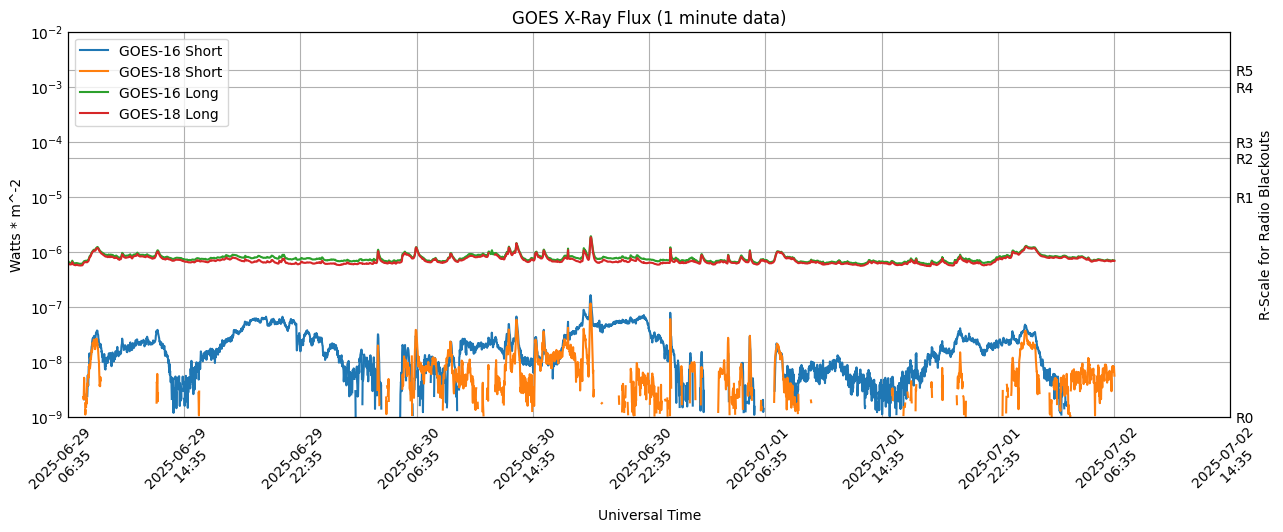 GOES X-Ray Flux (1 minute data)
GOES-16 Short
GOES-18 Short
GOES-16 Long
GOES-18 Long
10^-2
10^-3
10^-4
10^-5
10^-6
10^-7
10^-8
10^-9
Watts * m^-2
R5
R4
R3
R2
R1
R0
R-Scale for Radio Blackouts
2025-06-29
06:35
2025-06-29
14:35
2025-06-29
22:35
2025-06-30
06:35
2025-06-30
14:35
2025-06-30
22:35
2025-07-01
06:35
2025-07-01
14:35
2025-07-01
22:35
2025-07-02
06:35
2025-07-02
14:35
Universal Time